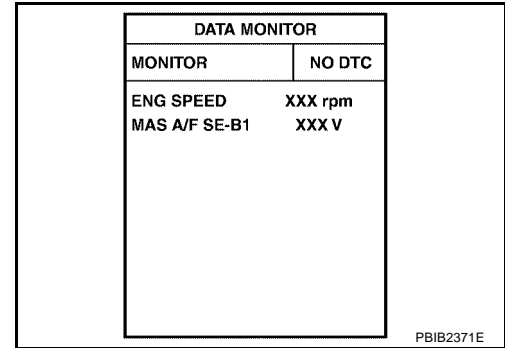 DATA MONITOR
MONITOR NO DTC
ENG SPEED XXX rpm
MAS A/F SE-B1 XXX V
PBIB2371E